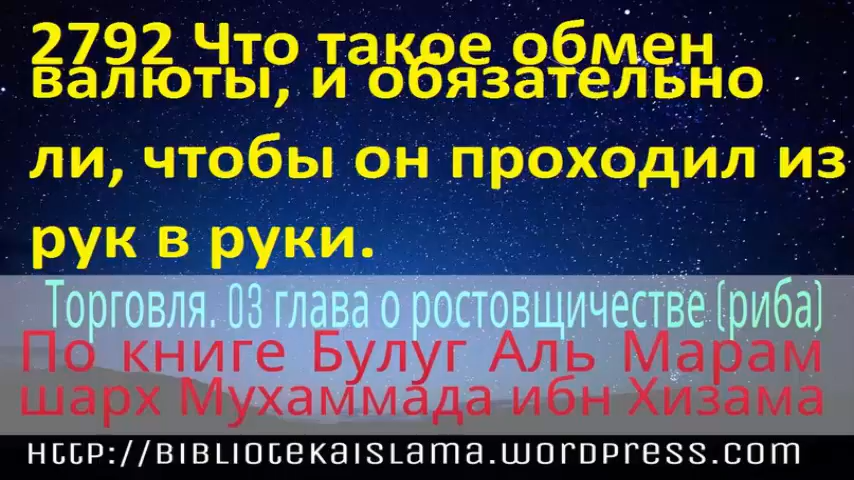 2792 Что такое обмен
валюты, и обязательно
ли, чтобы он проходил из
рук в руки.
Торговля. 03 глава о ростовщичестве (риба)
По книге Булуг Аль Марам
шарх Мухаммада ибн Хизама
http://bibliotekaislama.wordpress.com